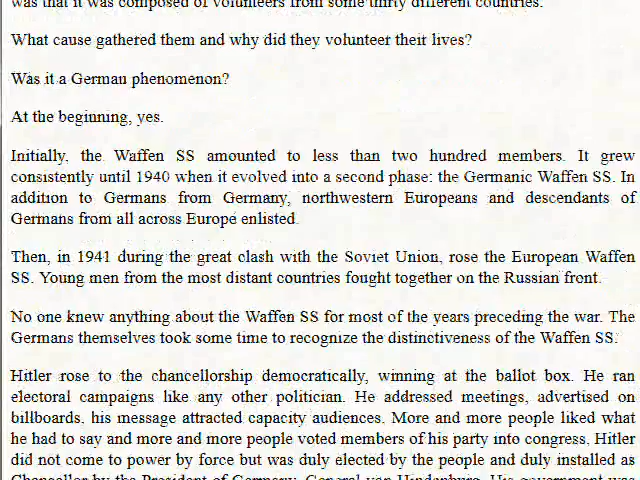 was that it was composed of volunteers from some thirty different countries.
What cause gathered them and why did they volunteer their lives?
Was it a German phenomenon?
At the beginning, yes.
Initially, the Waffen SS amounted to less than two hundred members. It grew
consistently until 1940 when it evolved into a second phase: the Germanic Waffen SS. In
addition to Germans from Germany, northwestern Europeans and descendants of
Germans from all across Europe enlisted.
Then, in 1941 during the great clash with the Soviet Union, rose the European Waffen
SS. Young men from the most distant countries fought together on the Russian front.
No one knew anything about the Waffen SS for most of the years preceding the war. The
Germans themselves took some time to recognize the distinctiveness of the Waffen SS.
Hitler rose to the chancellorship democratically, winning at the ballot box. He ran
electoral campaigns like any other politician. He addressed meetings, advertised on
billboards, his message attracted capacity audiences. More and more people liked what
he had to say and more and more people voted members of his party into congress. Hitler
did not come to power by force but was duly elected by the people and duly installed as
Chancellor by the President of Germany, General von Hindenburg. His government was